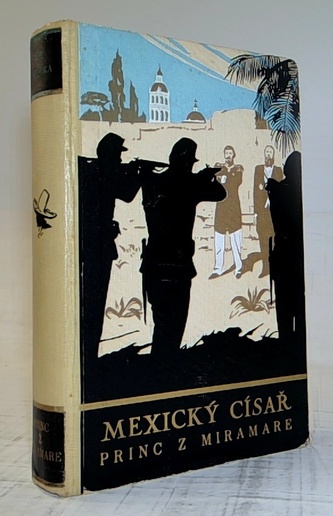 MEXICKÝ CÍSAŘ
PRINC Z MIRAMARE
PRINC
Z
MIRAMARE